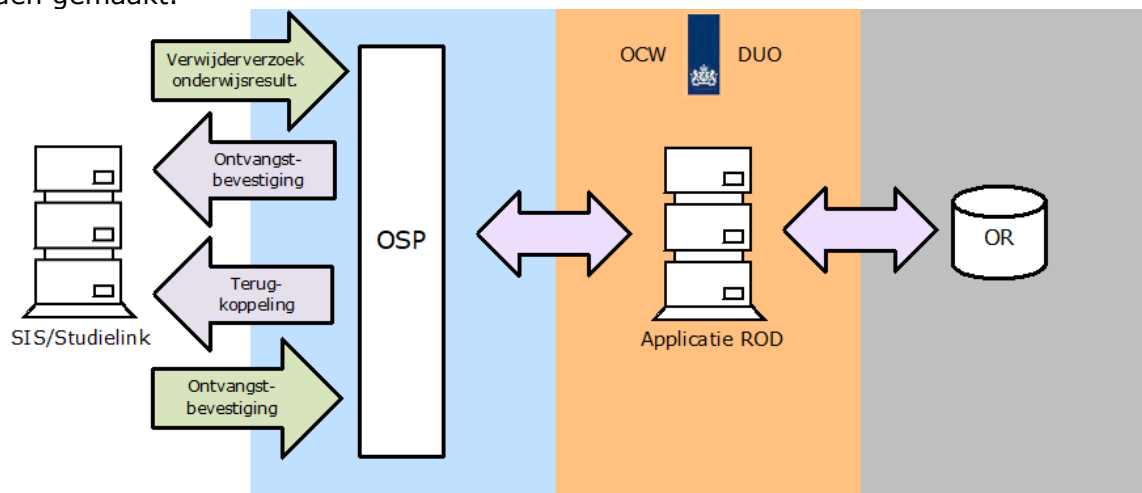 Verwijderverzoek
onderwijsresult.
OCW DUO
Ontvangst-
bevestiging
OSP
OR
Terug-
koppeling
SIS/Studielink
Applicatie ROD
Ontvangst-
bevestiging